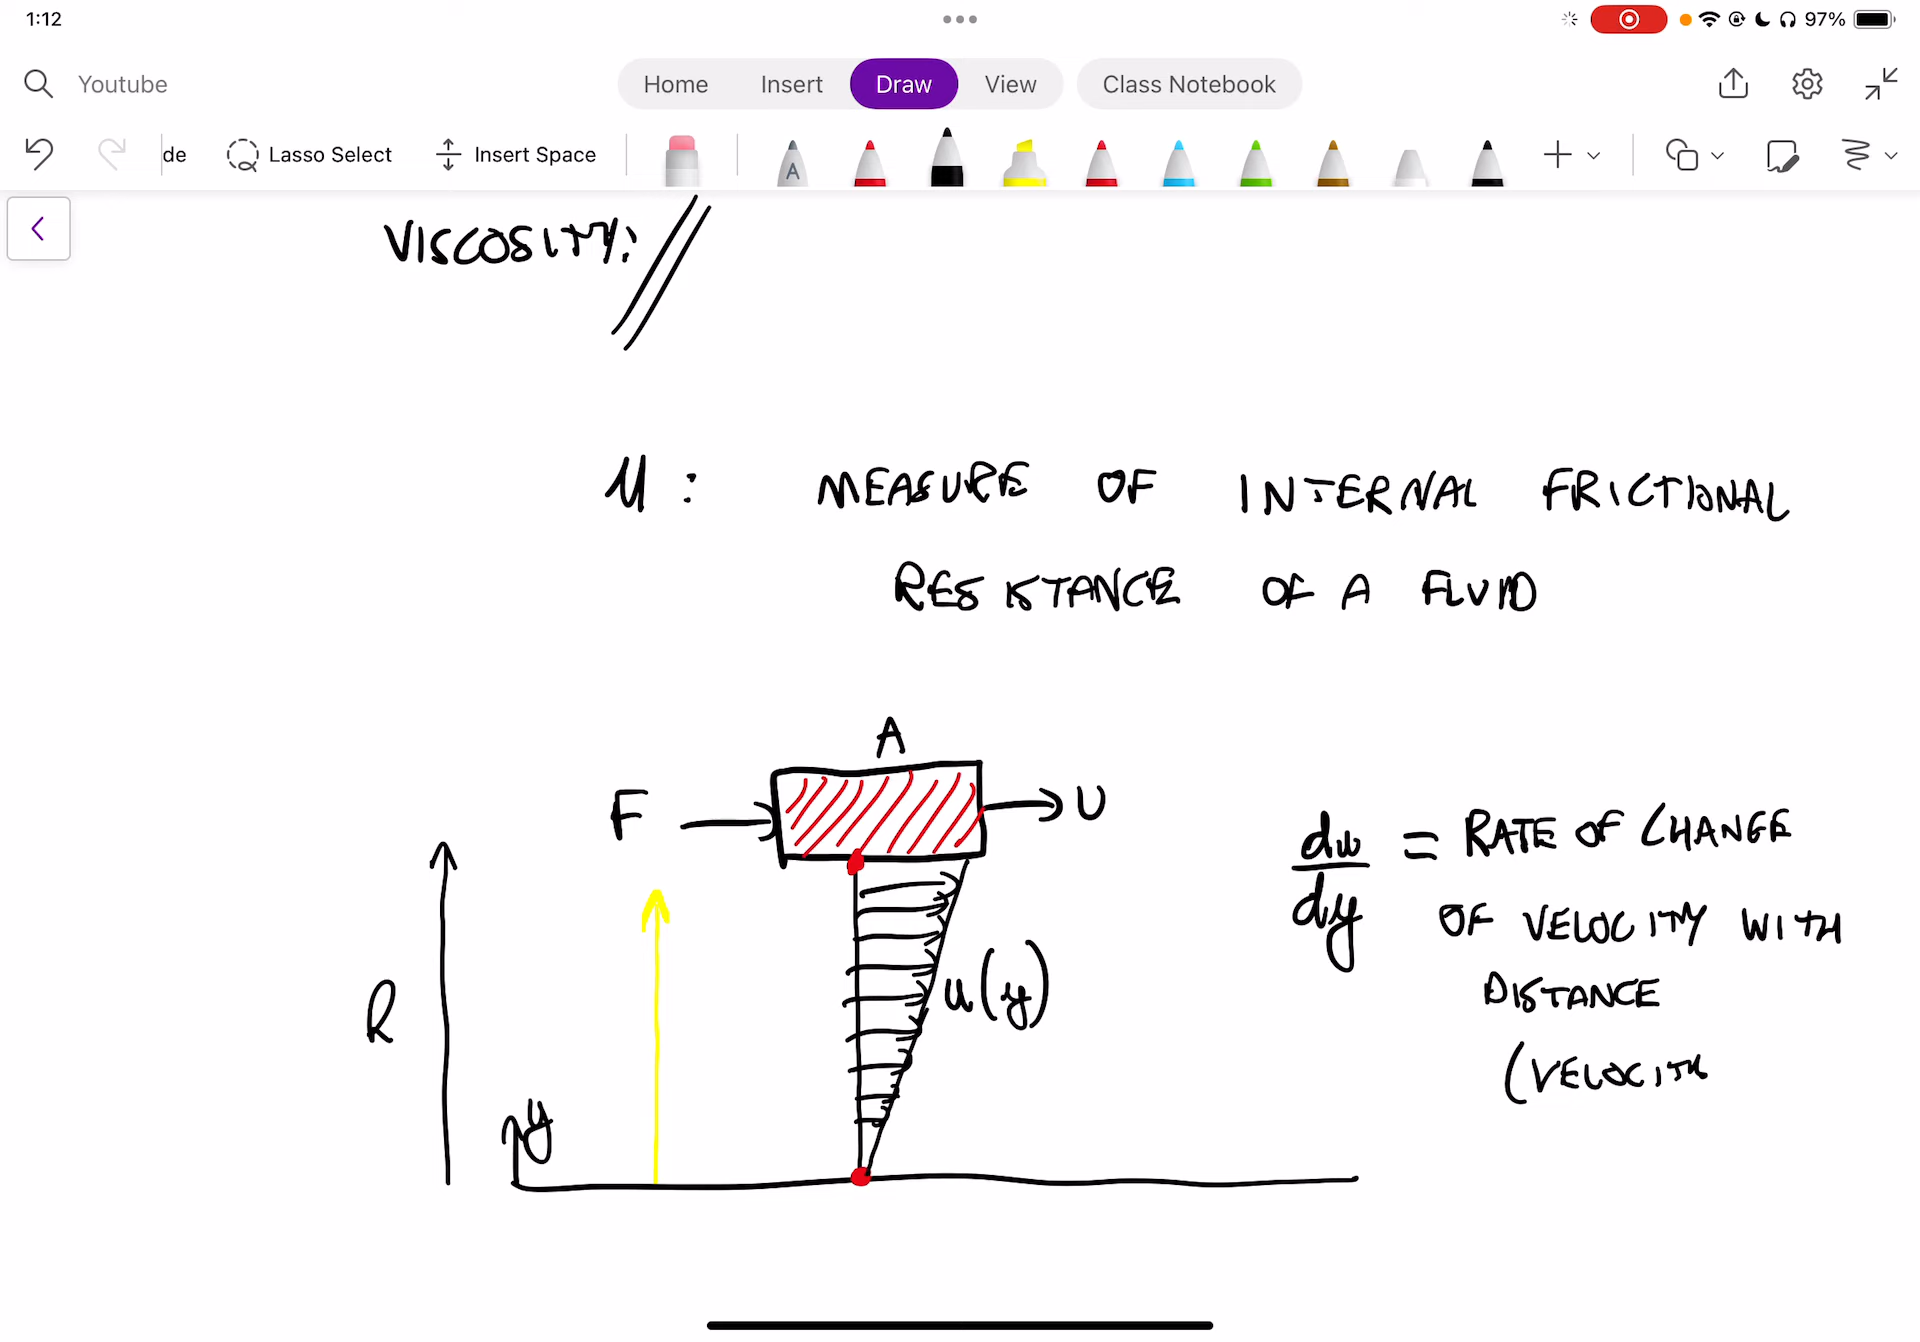 1:12
97%
Youtube
Home Insert Draw View Class Notebook
de Lasso Select Insert Space
A
VISCOSITY:
μ : MEASURE OF INTERNAL FRICTIONAL
RESISTANCE OF A FLUID
A
F
U
R
y
u(y)
du/dy = RATE OF CHANGE
OF VELOCITY WITH
DISTANCE
(VELOCITY